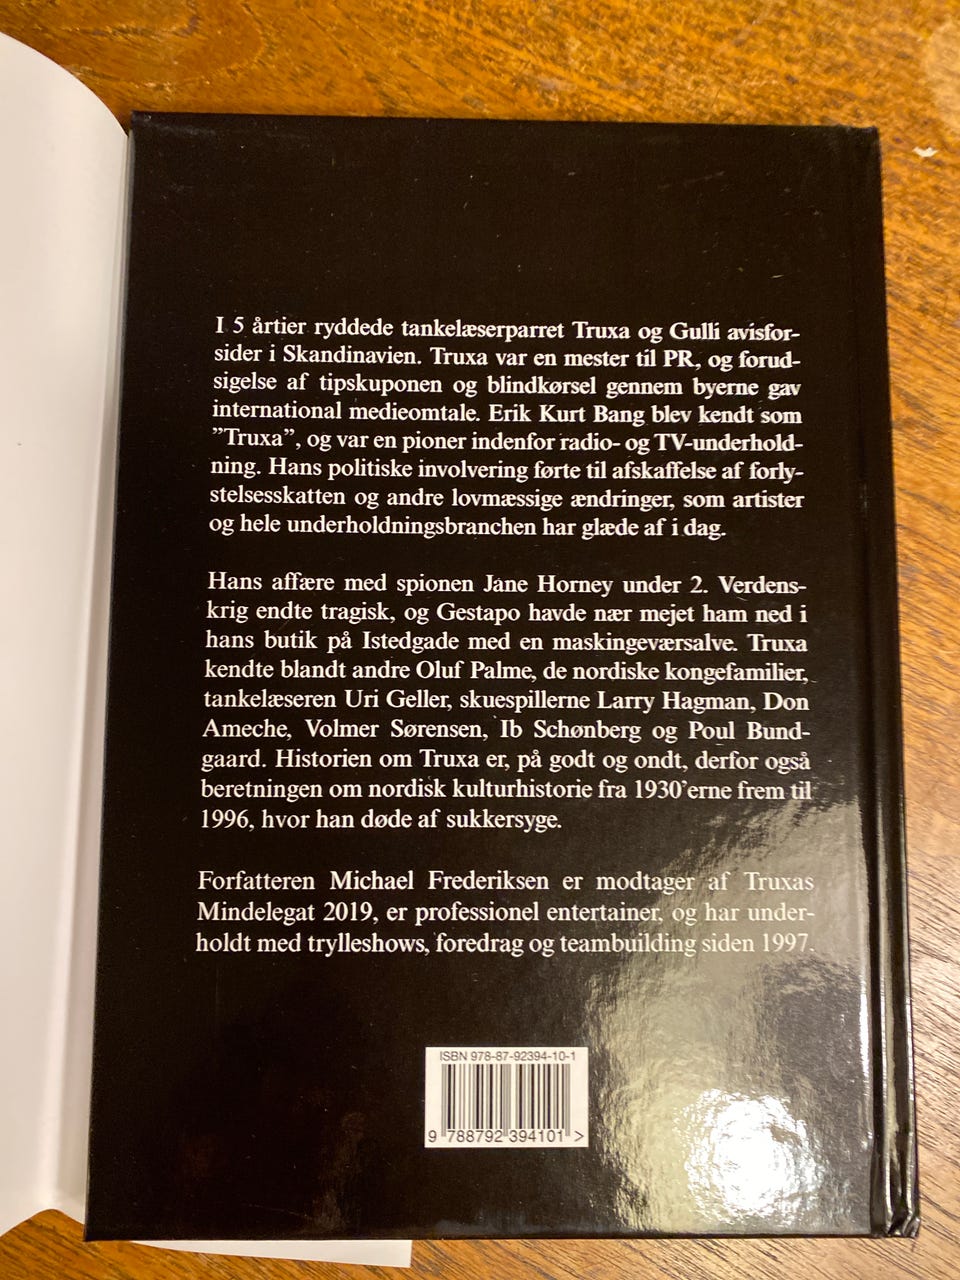 I 5 årtier ryddede tankelæserparret Truxa og Gulli avisfor-
sider i Skandinavien. Truxa var en mester til PR, og forud-
sigelse af tipskuponen og blindkørsel gennem byerne gav
international medieomtale. Erik Kurt Bang blev kendt som
”Truxa”, og var en pioner indenfor radio- og TV-underhold-
ning. Hans politiske involvering førte til afskaffelse af forly-
stelsesskatten og andre lovmæssige ændringer, som artister
og hele underholdningsbranchen har glæde af i dag.
Hans affære med spionen Jane Horney under 2. Verdens-
krig endte tragisk, og Gestapo havde nær mejet ham ned i
hans butik på Istedgade med en maskingeværsalve. Truxa
kendte blandt andre Oluf Palme, de nordiske kongefamilier,
tankelæseren Uri Geller, skuespillerne Larry Hagman, Don
Ameche, Volmer Sørensen, Ib Schønberg og Poul Bund-
gaard. Historien om Truxa er, på godt og ondt, derfor også
beretningen om nordisk kulturhistorie fra 1930’erne frem til
1996, hvor han døde af sukkersyge.
Forfatteren Michael Frederiksen er modtager af Truxas
Mindelegat 2019, er professionel entertainer, og har under-
holdt med trylleshows, foredrag og teambuilding siden 1997.
ISBN 978-87-92394-10-1
9 788792 394101 >